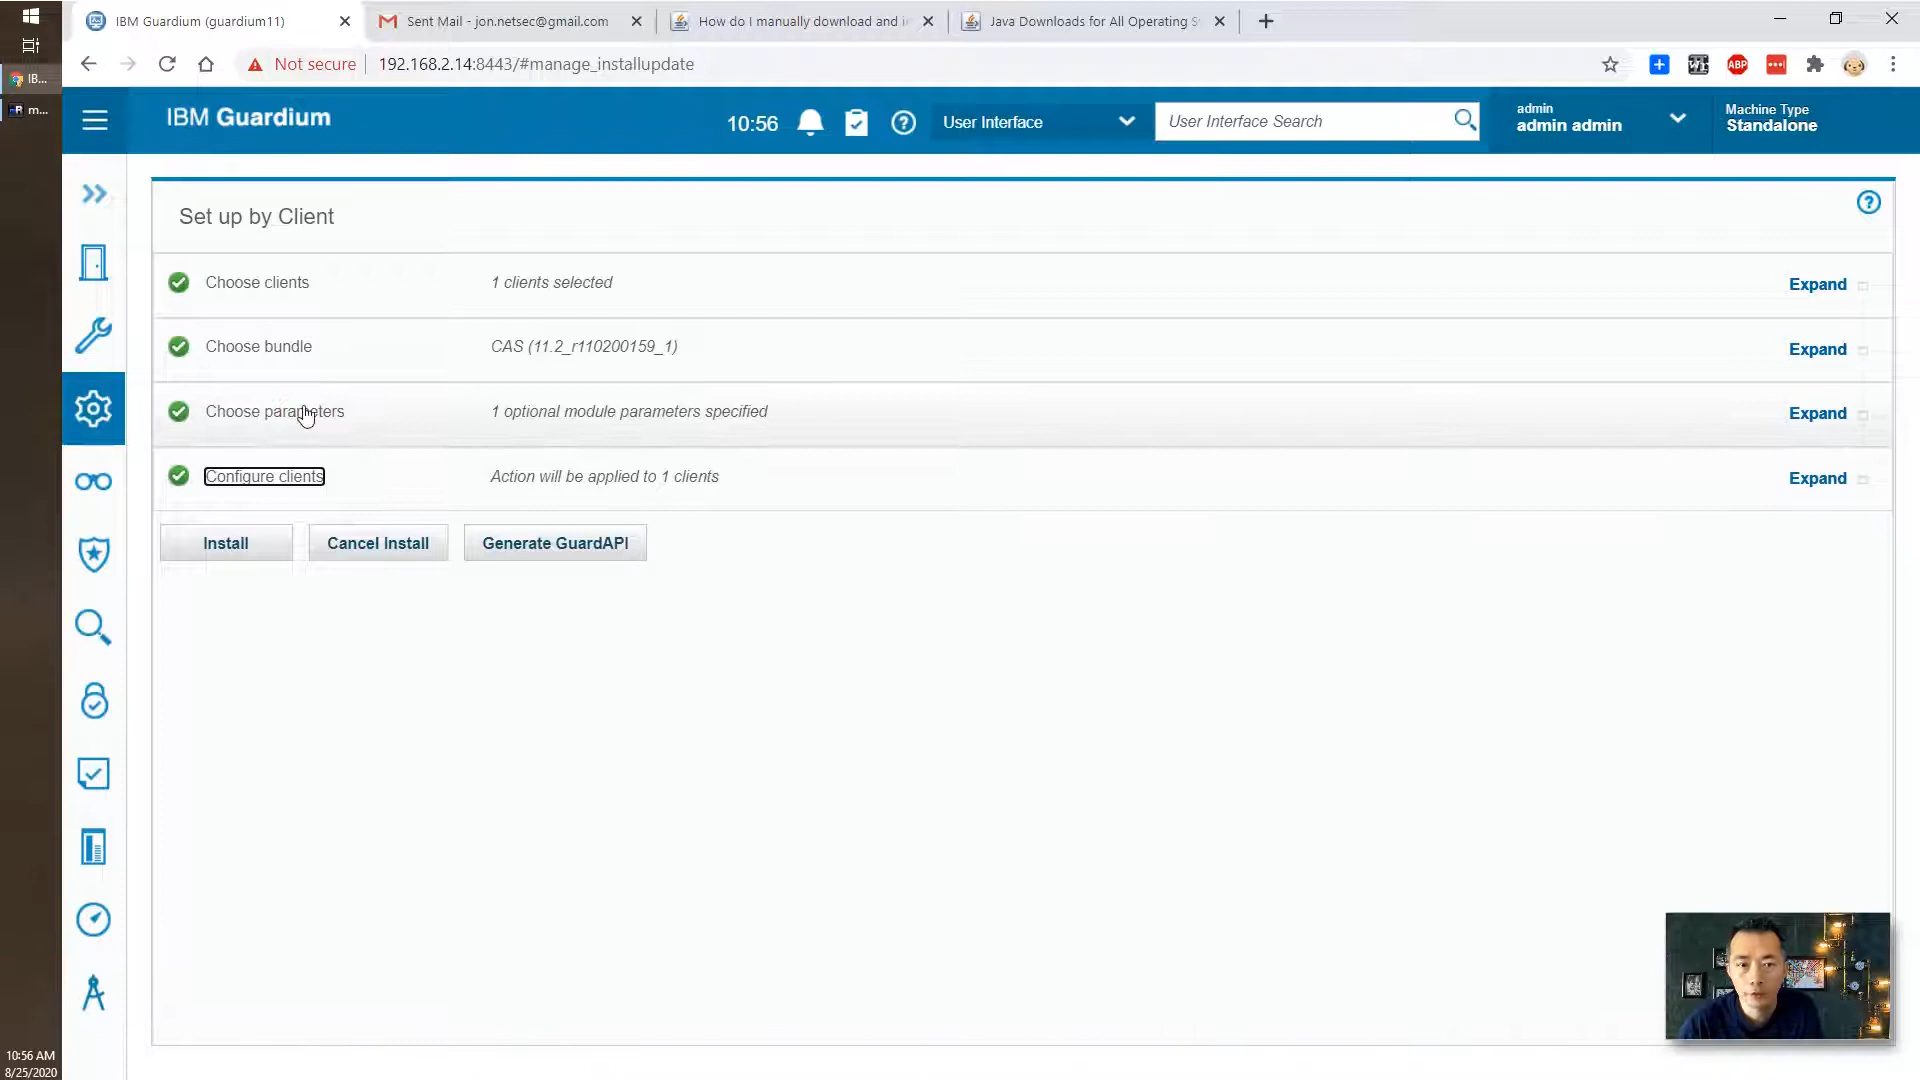 IBM Guardium (guardium11)
Sent Mail - jon.netsec@gmail.com
How do I manually download and i
Java Downloads for All Operating S
IB...
m...
Not secure
192.168.2.14:8443/#manage_installupdate
ABP
IBM Guardium
10:56
User Interface
User Interface Search
admin
admin admin
Machine Type
Standalone
Set up by Client
Choose clients
1 clients selected
Expand
Choose bundle
CAS (11.2_r110200159_1)
Expand
Choose parameters
1 optional module parameters specified
Expand
Configure clients
Action will be applied to 1 clients
Expand
Install
Cancel Install
Generate GuardAPI
10:56 AM
8/25/2020